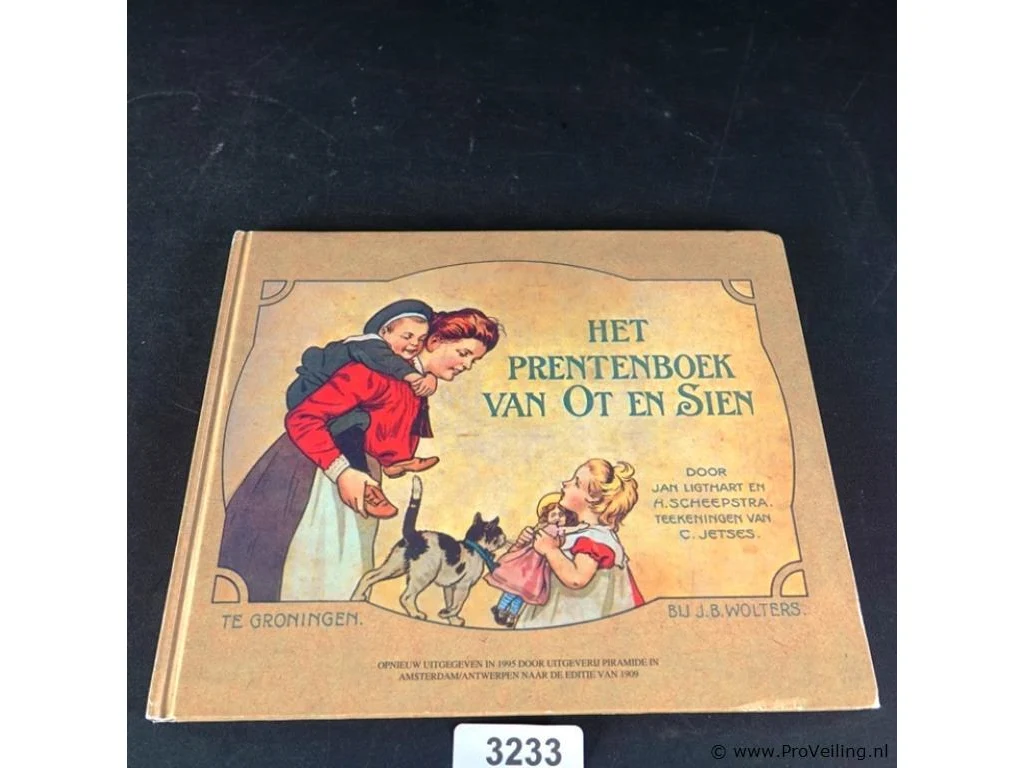 HET
PRENTENBOEK
VAN OT EN SIEN
DOOR
JAN LIGTHART EN
H. SCHEEPSTRA.
TEEKENINGEN VAN
C. JETSES.
TE GRONINGEN.
BIJ J.B. WOLTERS.
OPNIEUW UITGEGEVEN IN 1995 DOOR UITGEVERIJ PIRAMIDE IN
AMSTERDAM/ANTWERPEN NAAR DE EDITIE VAN 1909
3233
© www.ProVeiling.nl